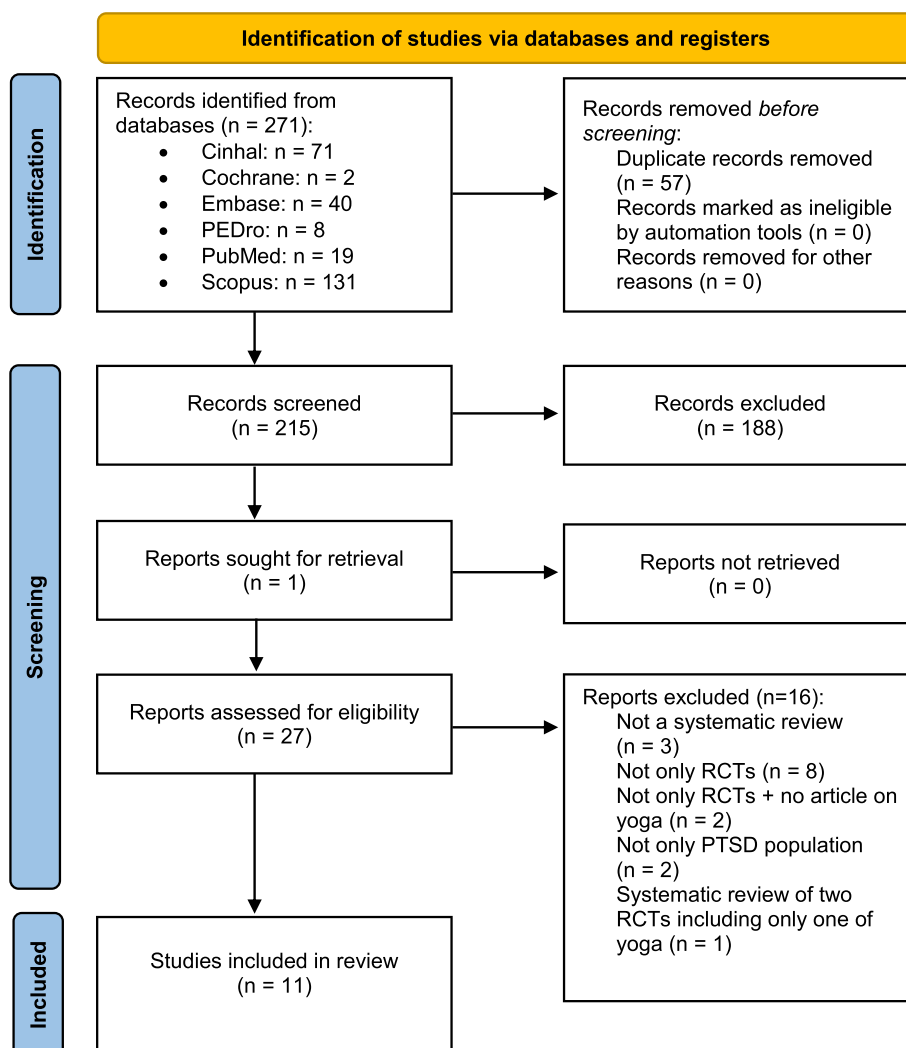 Identification of studies via databases and registers
Identification
Records identified from
databases (n = 271):
• Cinhal: n = 71
• Cochrane: n = 2
• Embase: n = 40
• PEDro: n = 8
• PubMed: n = 19
• Scopus: n = 131
Records removed before
screening:
Duplicate records removed
(n = 57)
Records marked as ineligible
by automation tools (n = 0)
Records removed for other
reasons (n = 0)
Screening
Records screened
(n = 215)
Records excluded
(n = 188)
Reports sought for retrieval
(n = 1)
Reports not retrieved
(n = 0)
Reports assessed for eligibility
(n = 27)
Reports excluded (n=16):
Not a systematic review
(n = 3)
Not only RCTs (n = 8)
Not only RCTs + no article on
yoga (n = 2)
Not only PTSD population
(n = 2)
Systematic review of two
RCTs including only one of
yoga (n = 1)
Included
Studies included in review
(n = 11)